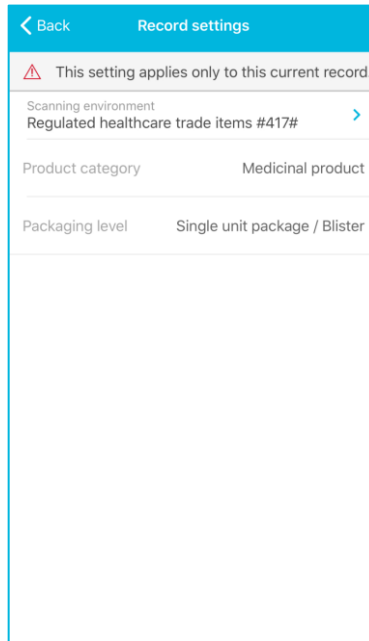 Back Record settings
This setting applies only to this current record.
Scanning environment
Regulated healthcare trade items #417#
Product category Medicinal product
Packaging level Single unit package / Blister